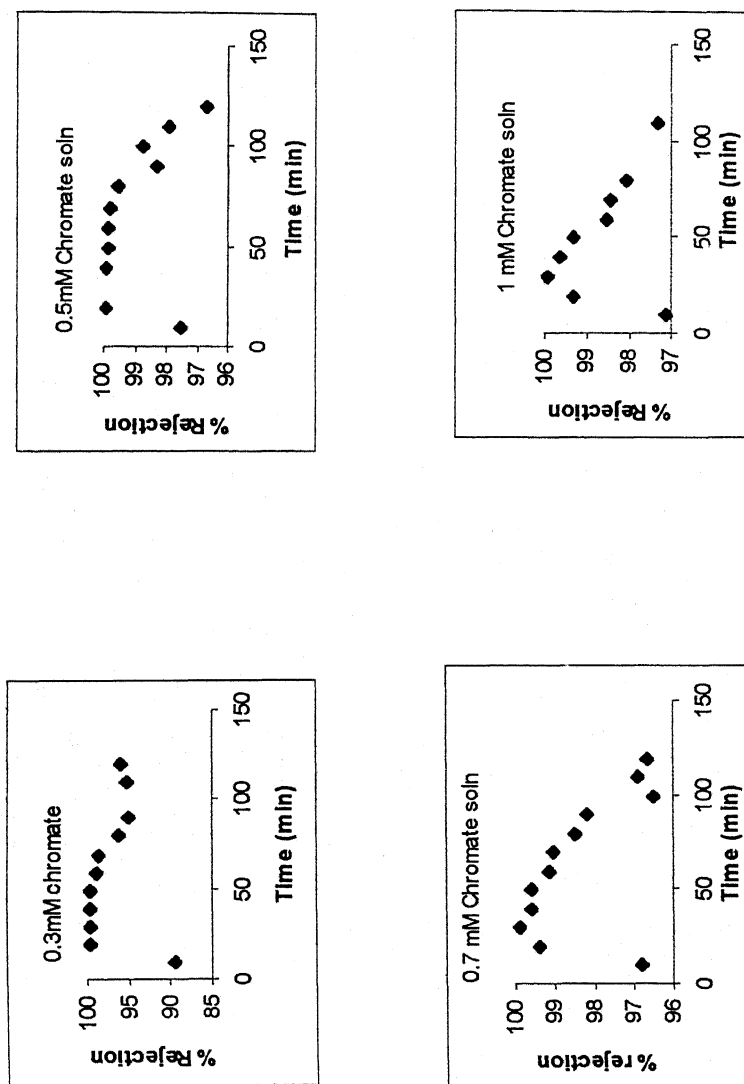 0.3mM chromate
% Rejection
100
95
90
85
0 50 100 150
Time (min)
0.5mM Chromate soln
% Rejection
100
99
98
97
96
0 50 100 150
Time (min)
0.7 mM Chromate soln
% rejection
100
99
98
97
96
0 50 100 150
Time (min)
1 mM Chromate soln
% Rejection
100
99
98
97
0 50 100 150
Time (min)